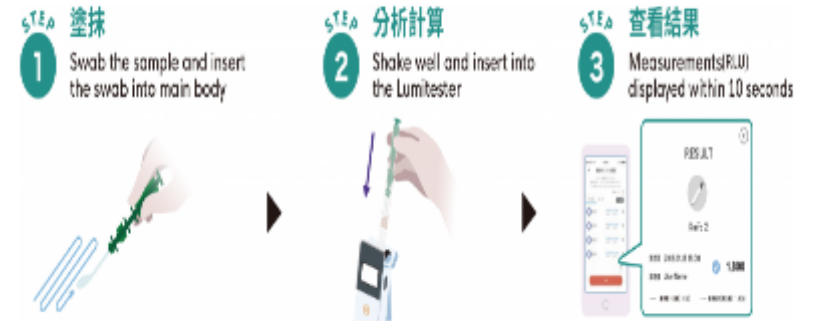 STEP 1 塗抹
Swab the sample and insert
the swab into main body
STEP 2 分析計算
Shake well and insert into
the Lumitester
STEP 3 查看結果
Measurements(RLU)
displayed within 10 seconds
RESULT